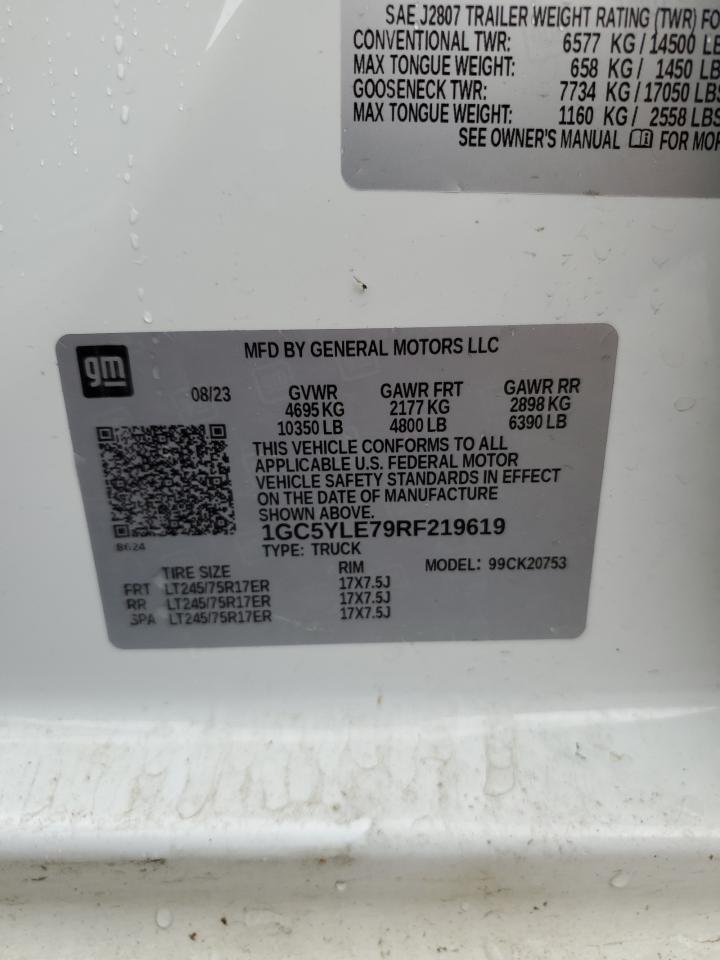 SAE J2807 TRAILER WEIGHT RATING (TWR) FO
CONVENTIONAL TWR: 6577 KG / 14500 LB
MAX TONGUE WEIGHT: 658 KG / 1450 LB
GOOSENECK TWR: 7734 KG / 17050 LBS
MAX TONGUE WEIGHT: 1160 KG / 2558 LBS
SEE OWNER'S MANUAL FOR MOR
gm
MFD BY GENERAL MOTORS LLC
08/23 GVWR GAWR FRT GAWR RR
4695 KG 2177 KG 2898 KG
10350 LB 4800 LB 6390 LB
THIS VEHICLE CONFORMS TO ALL
APPLICABLE U.S. FEDERAL MOTOR
VEHICLE SAFETY STANDARDS IN EFFECT
ON THE DATE OF MANUFACTURE
SHOWN ABOVE.
1GC5YLE79RF219619
8624
TYPE: TRUCK MODEL: 99CK20753
TIRE SIZE RIM
FRT LT245/75R17ER 17X7.5J
RR LT245/75R17ER 17X7.5J
SPA LT245/75R17ER 17X7.5J